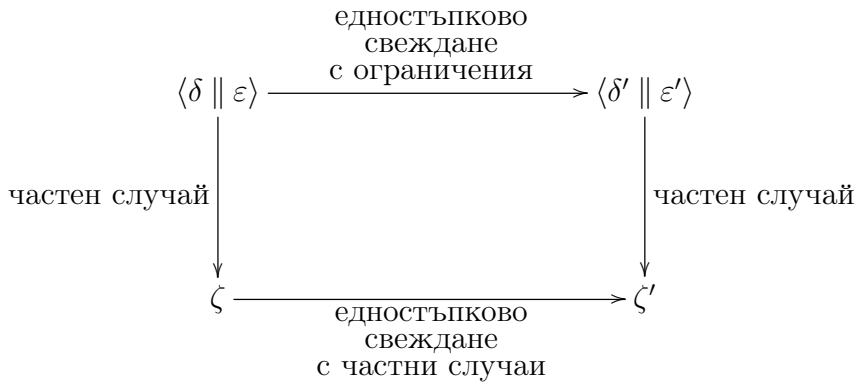 едностъпково
свеждане
с ограничения
⟨δ ∥ ε⟩ ⟨δ′ ∥ ε′⟩
частен случай частен случай
ζ ζ′
едностъпково
свеждане
с частни случаи